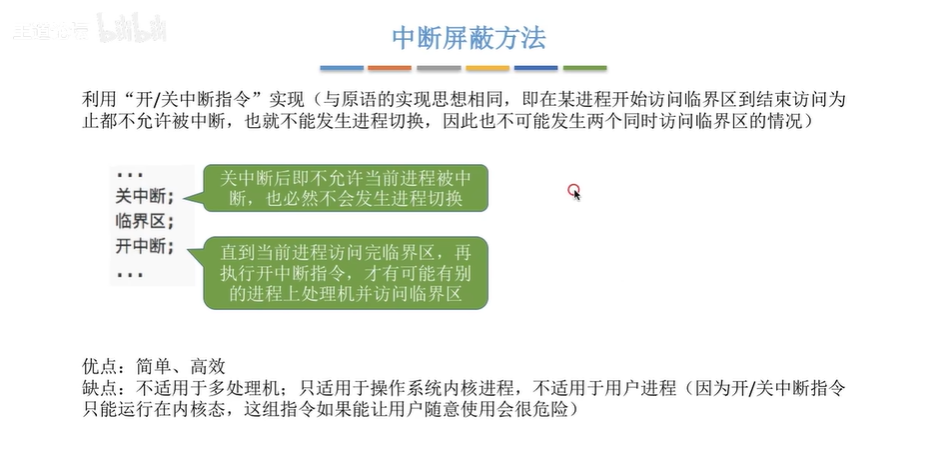 中断屏蔽方法
利用“开/关中断指令”实现（与原语的实现思想相同，即在某进程开始访问临界区到结束访问为
止都不允许被中断，也就不能发生进程切换，因此也不可能发生两个同时访问临界区的情况）
...
关中断;
临界区;
开中断;
...
关中断后即不允许当前进程被中
断，也必然不会发生进程切换
直到当前进程访问完临界区，再
执行开中断指令，才有可能有别
的进程上处理机并访问临界区
优点：简单、高效
缺点：不适用于多处理机；只适用于操作系统内核进程，不适用于用户进程（因为开/关中断指令
只能运行在内核态，这组指令如果能让用户随意使用会很危险）